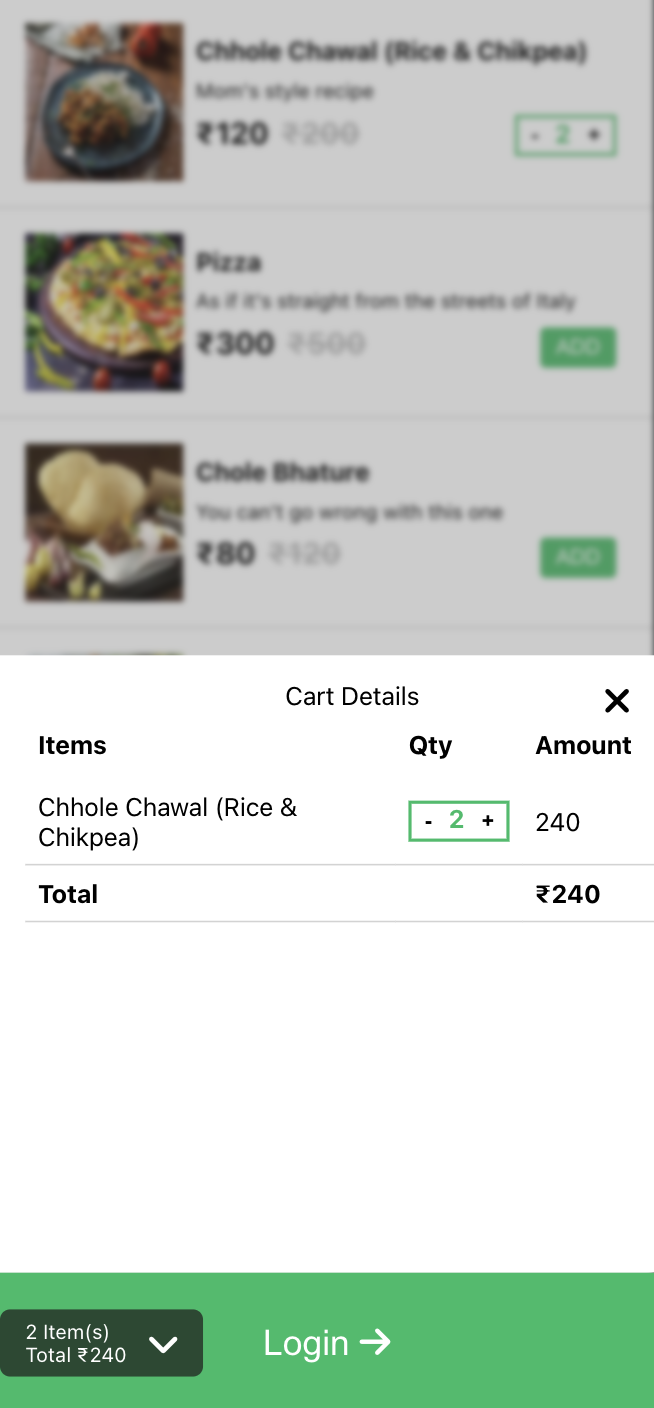 Chhole Chawal (Rice & Chikpea)
Mom's style recipe
₹120 ₹200
- 2 +
Pizza
As if it's straight from the streets of Italy
₹300 ₹500
ADD
Chole Bhature
You can't go wrong with this one
₹80 ₹120
ADD
Cart Details
Items Qty Amount
Chhole Chawal (Rice &
Chikpea)
- 2 + 240
Total ₹240
2 Item(s)
Total ₹240
Login